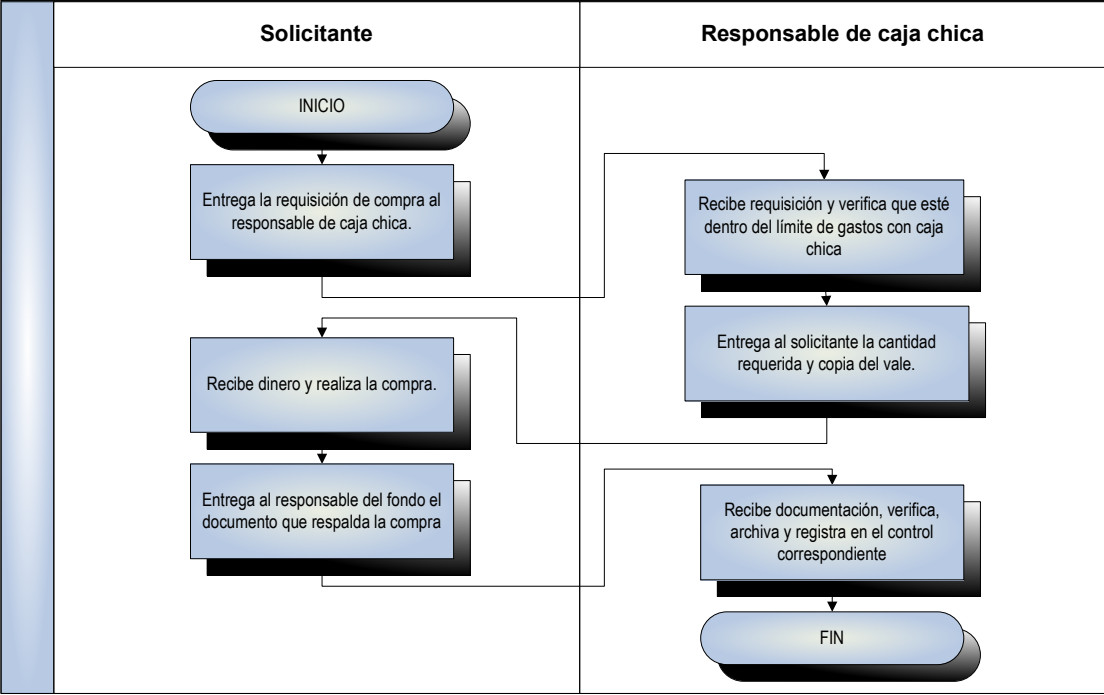 Solicitante
Responsable de caja chica
INICIO
Entrega la requisición de compra al
responsable de caja chica.
Recibe requisición y verifica que esté
dentro del límite de gastos con caja
chica
Entrega al solicitante la cantidad
requerida y copia del vale.
Recibe dinero y realiza la compra.
Entrega al responsable del fondo el
documento que respalda la compra
Recibe documentación, verifica,
archiva y registra en el control
correspondiente
FIN